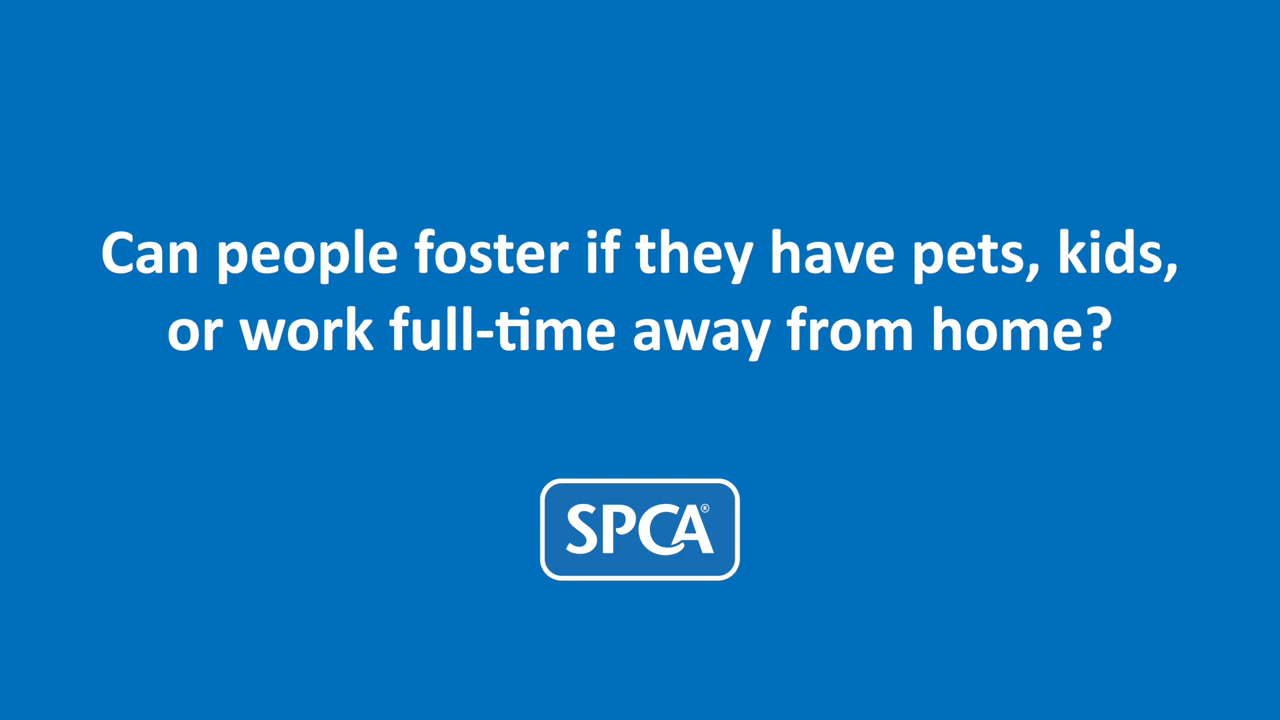 Can people foster if they have pets, kids,
or work full-time away from home?
SPCA®